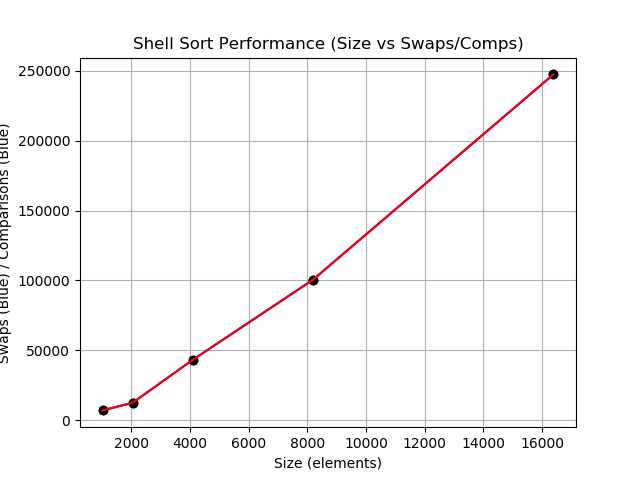 Shell Sort Performance (Size vs Swaps/Comps)
250000
200000
150000
100000
50000
0
Swaps (Blue) / Comparisons (Blue)
2000 4000 6000 8000 10000 12000 14000 16000
Size (elements)